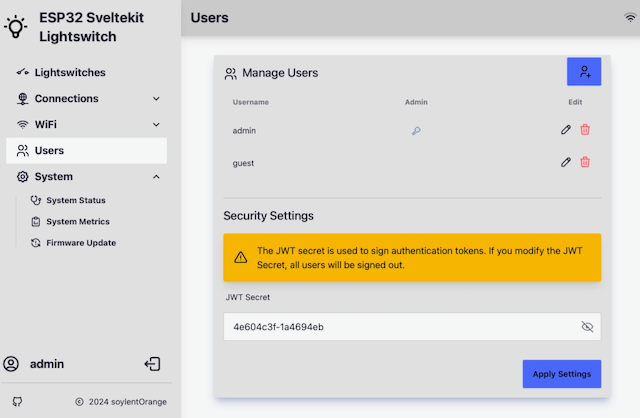 ESP32 Sveltekit
Lightswitch
Lightswitches
Connections
WiFi
Users
System
System Status
System Metrics
Firmware Update
admin
© 2024 soylentOrange
Users
Manage Users
Username Admin Edit
admin
guest
Security Settings
The JWT secret is used to sign authentication tokens. If you modify the JWT
Secret, all users will be signed out.
JWT Secret
4e604c3f-1a4694eb
Apply Settings